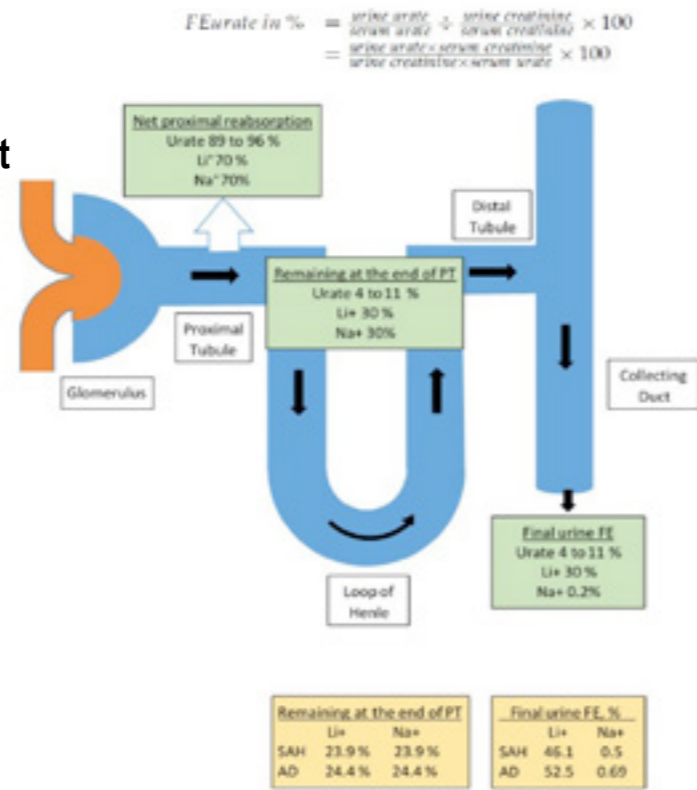 FEurate in % = urine urate / serum urate ÷ urine creatinine / serum creatinine × 100
= urine urate×serum creatinine / urine creatinine×serum urate × 100
t
Net proximal reabsorption
Urate 89 to 96 %
Li⁺ 70 %
Na⁺ 70%
Distal
Tubule
Remaining at the end of PT
Urate 4 to 11 %
Li+ 30 %
Na+ 30%
Proximal
Tubule
Glomerulus
Collecting
Duct
Final urine FE
Urate 4 to 11 %
Li+ 30 %
Na+ 0.2%
Loop of
Henle
Remaining at the end of PT
Li+ Na+
SAH 23.9 % 23.9 %
AD 24.4 % 24.4 %
Final urine FE, %
Li+ Na+
SAH 46.1 0.5
AD 52.5 0.69